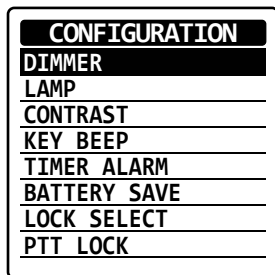 CONFIGURATION
DIMMER
LAMP
CONTRAST
KEY BEEP
TIMER ALARM
BATTERY SAVE
LOCK SELECT
PTT LOCK